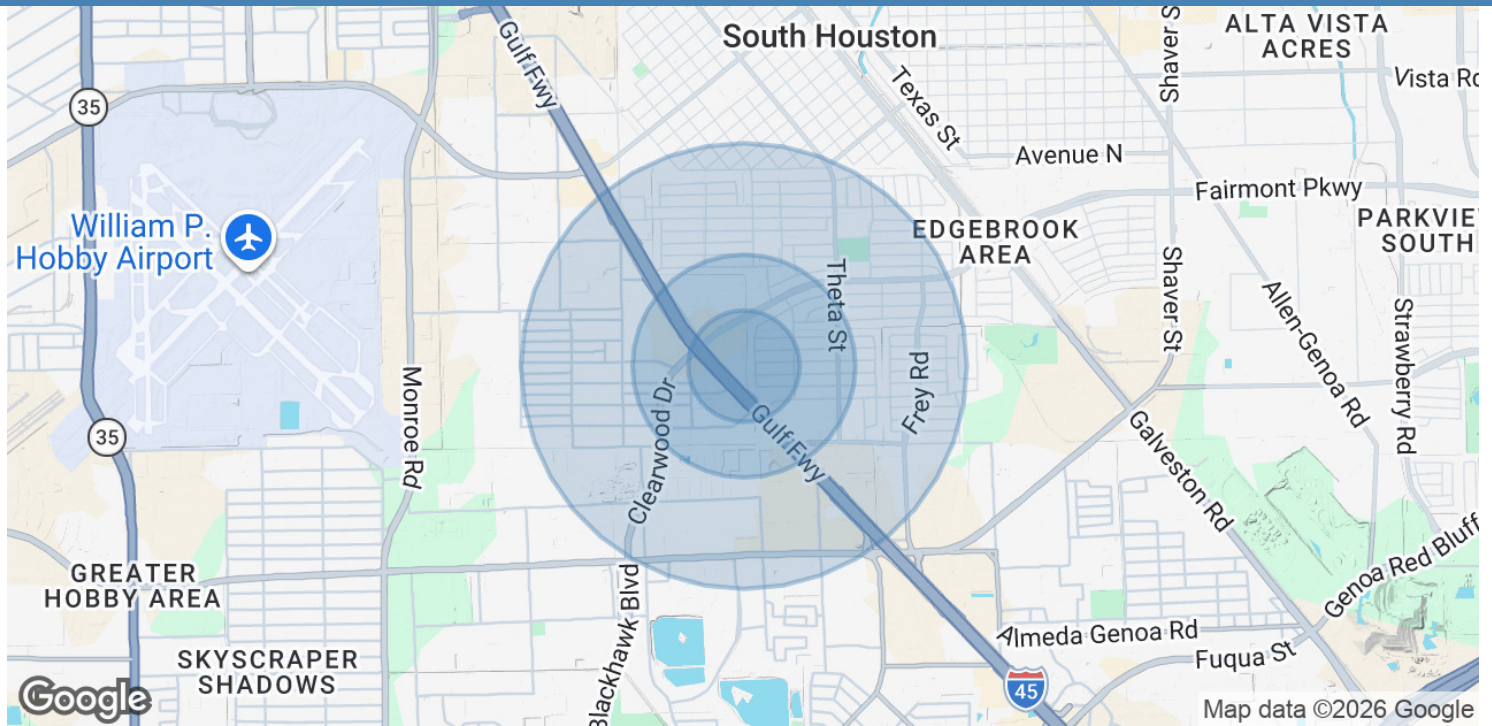 South Houston
ALTA VISTA
ACRES
Gulf Fwy
Shaver S
Texas St
Vista Rd
35
Avenue N
Fairmont Pkwy
William P.
Hobby Airport
EDGEBROOK
AREA
PARKVIE
SOUTH
Theta St
Shaver St
Allen-Genoa Rd
Strawberry Rd
Frey Rd
Monroe Rd
Clearwood Dr
Gulf Fwy
35
Galveston Rd
GREATER
HOBBY AREA
Genoa Red Bluff
Blackhawk Blvd
Almeda Genoa Rd
Fuqua St
SKYSCRAPER
SHADOWS
45
Google
Map data ©2026 Google